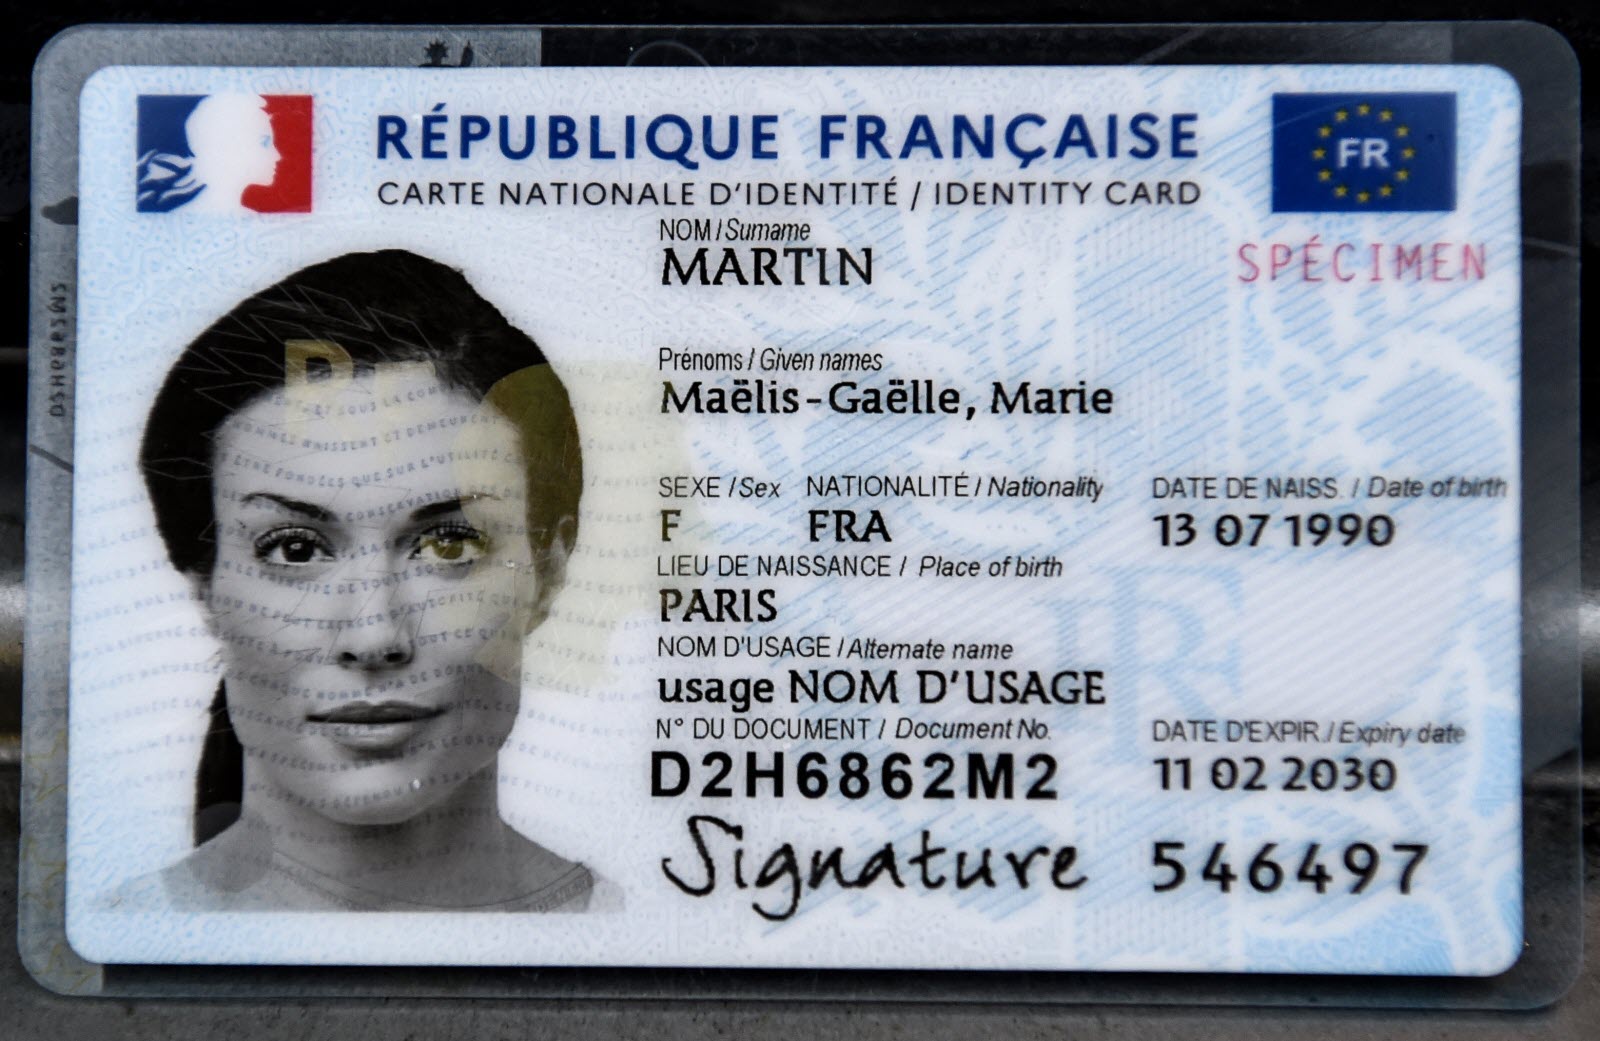 RÉPUBLIQUE FRANÇAISE
FR
CARTE NATIONALE D'IDENTITÉ / IDENTITY CARD
NOM / Surname
MARTIN
SPÉCIMEN
Prénoms / Given names
Maëlis-Gaëlle, Marie
SEXE / Sex NATIONALITÉ / Nationality DATE DE NAISS. / Date of birth
F FRA 13 07 1990
LIEU DE NAISSANCE / Place of birth
PARIS
NOM D'USAGE / Alternate name
usage NOM D'USAGE
N° DU DOCUMENT / Document No. DATE D'EXPIR. / Expiry date
D2H6862M2 11 02 2030
Signature 546497
RF